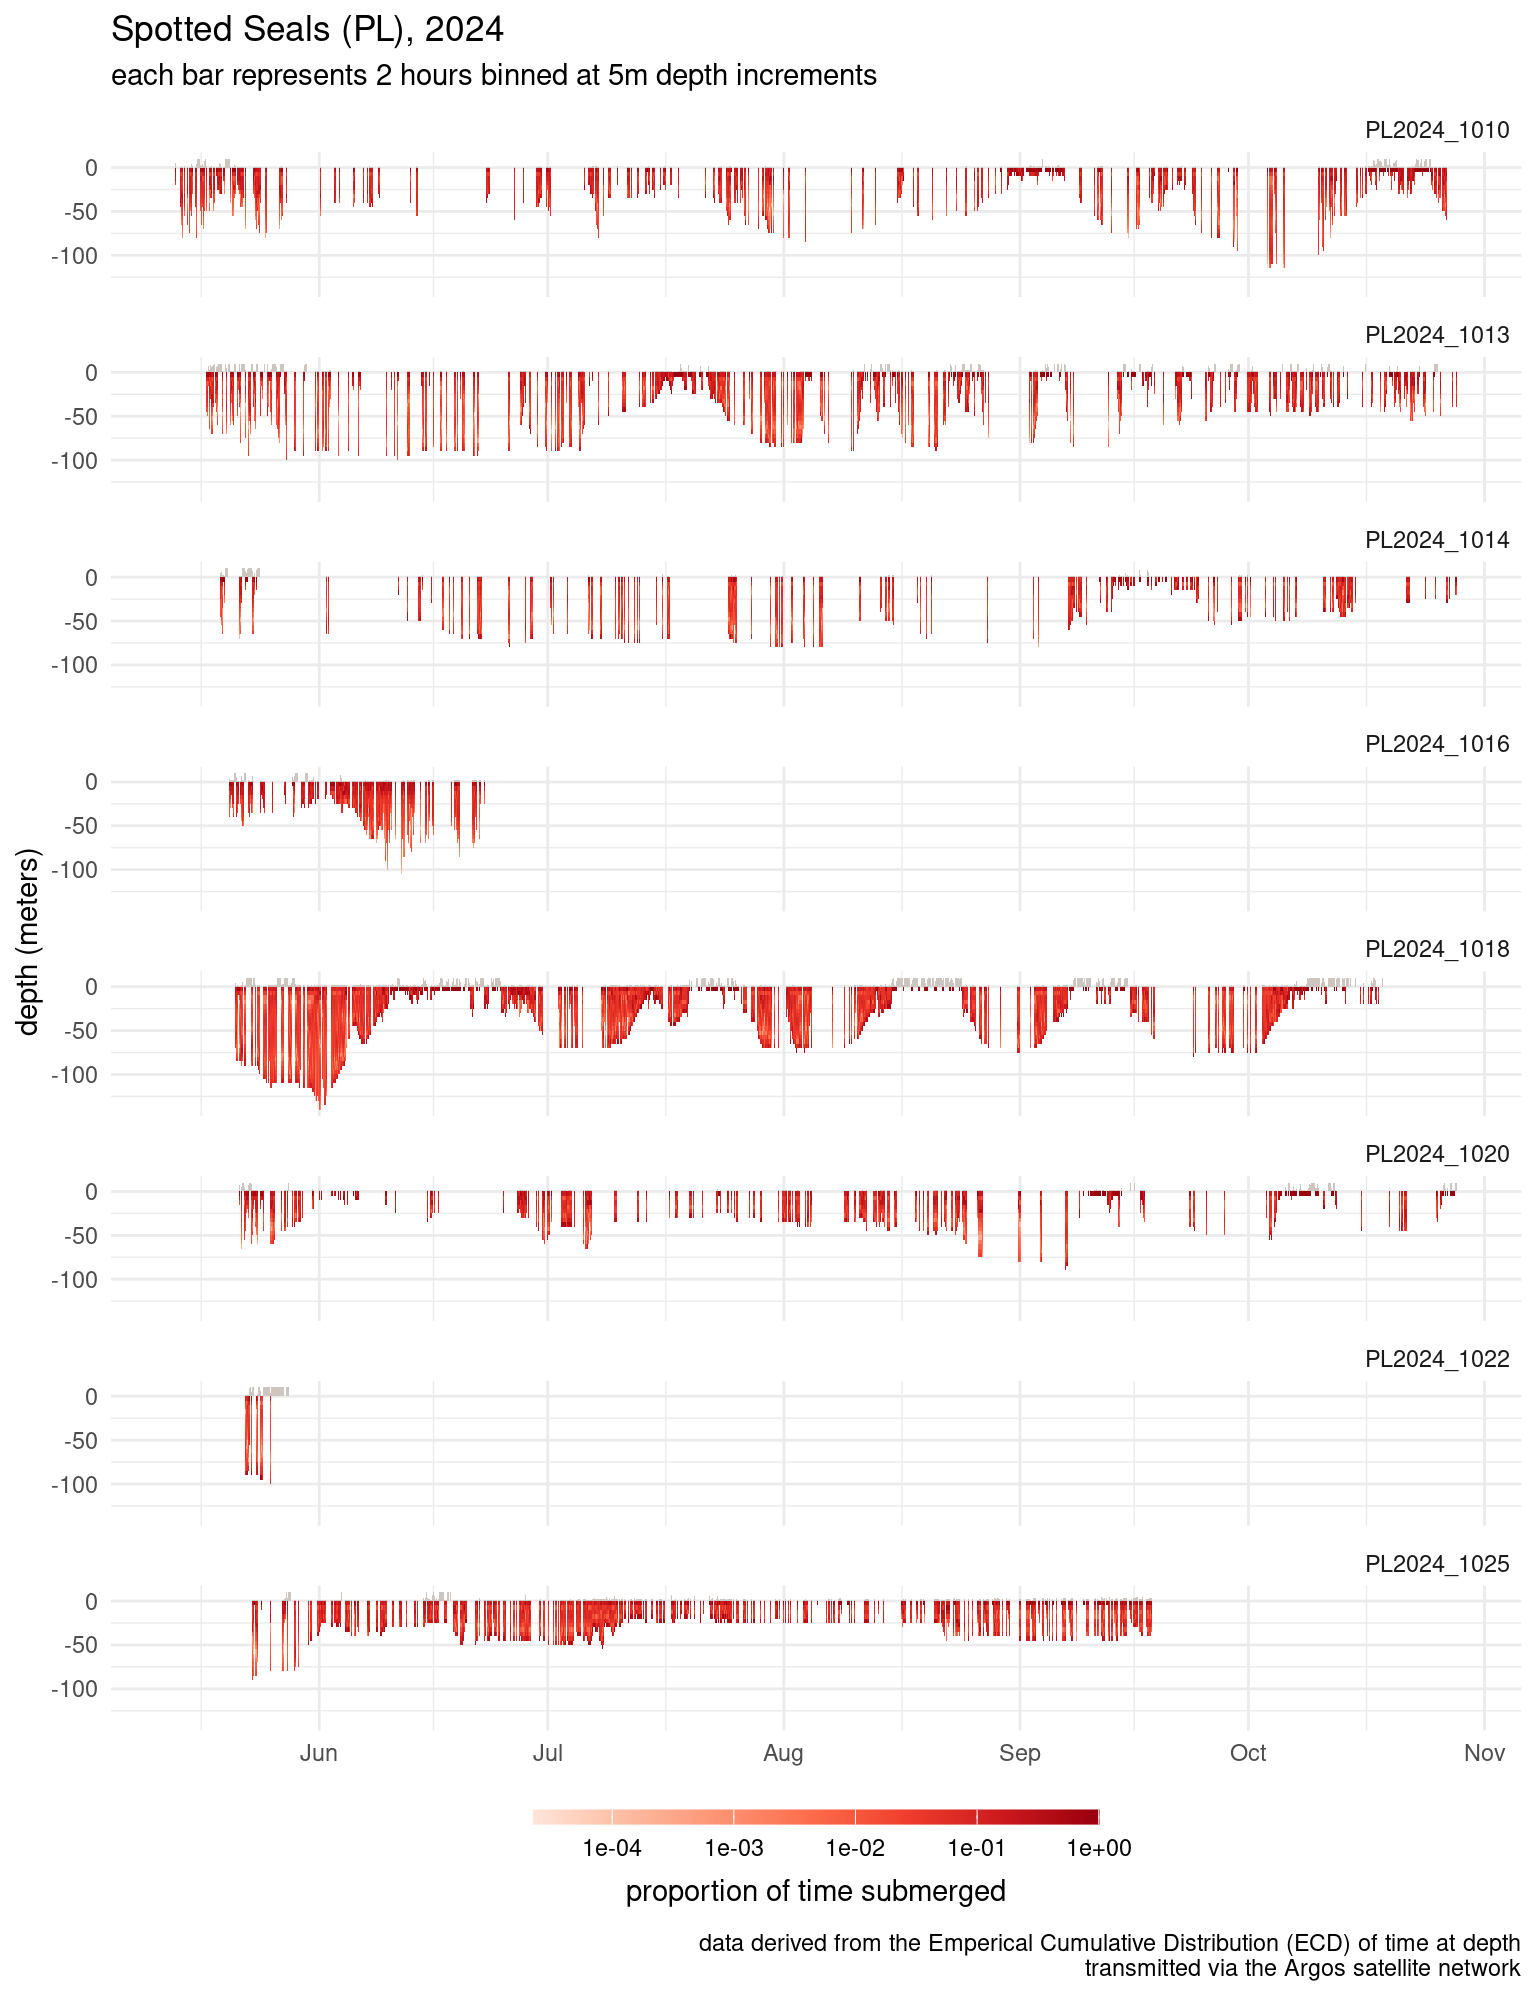 Spotted Seals (PL), 2024
each bar represents 2 hours binned at 5m depth increments
PL2024_1010
0
-50
-100
PL2024_1013
0
-50
-100
PL2024_1014
0
-50
-100
PL2024_1016
0
-50
-100
depth (meters)
PL2024_1018
0
-50
-100
PL2024_1020
0
-50
-100
PL2024_1022
0
-50
-100
PL2024_1025
0
-50
-100
Jun Jul Aug Sep Oct Nov
1e-04 1e-03 1e-02 1e-01 1e+00
proportion of time submerged
data derived from the Emperical Cumulative Distribution (ECD) of time at depth
transmitted via the Argos satellite network